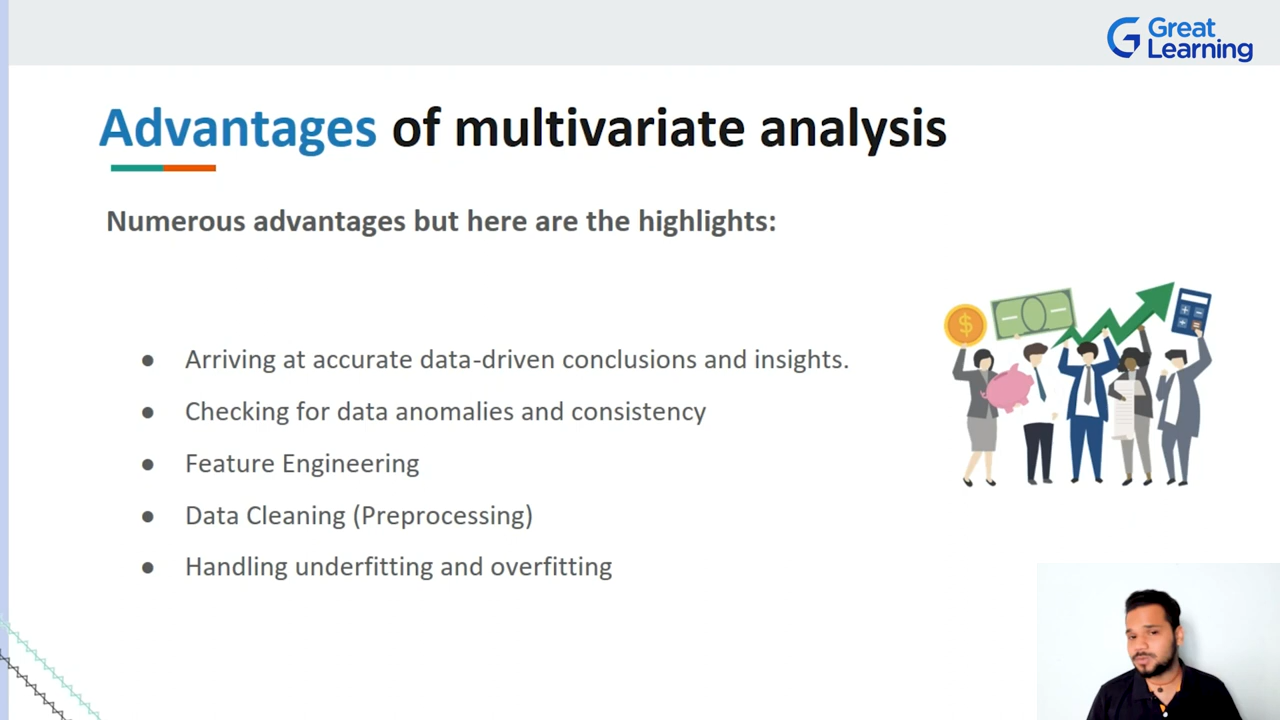 Great
Learning
Advantages of multivariate analysis
Numerous advantages but here are the highlights:
● Arriving at accurate data-driven conclusions and insights.
● Checking for data anomalies and consistency
● Feature Engineering
● Data Cleaning (Preprocessing)
● Handling underfitting and overfitting